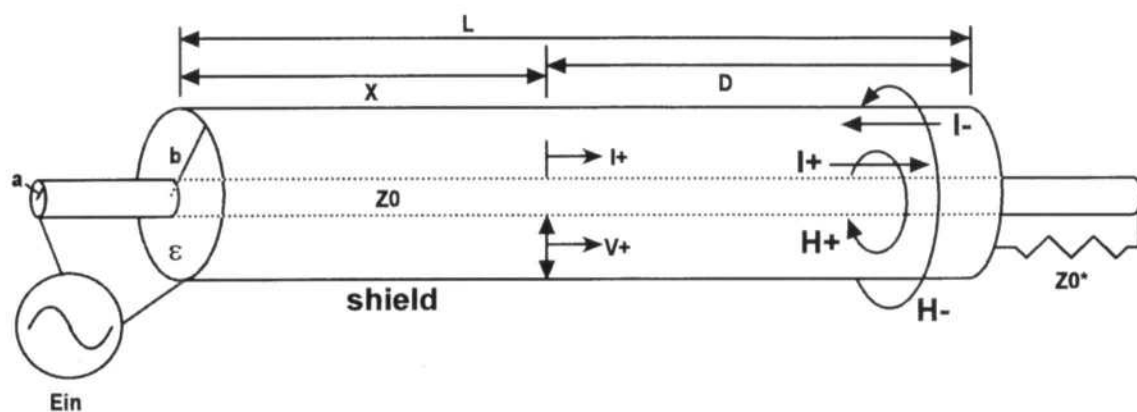 L
X
D
b
I-
I+
I+
a
Z0
ε
V+
H+
shield
H-
Z0*
Ein